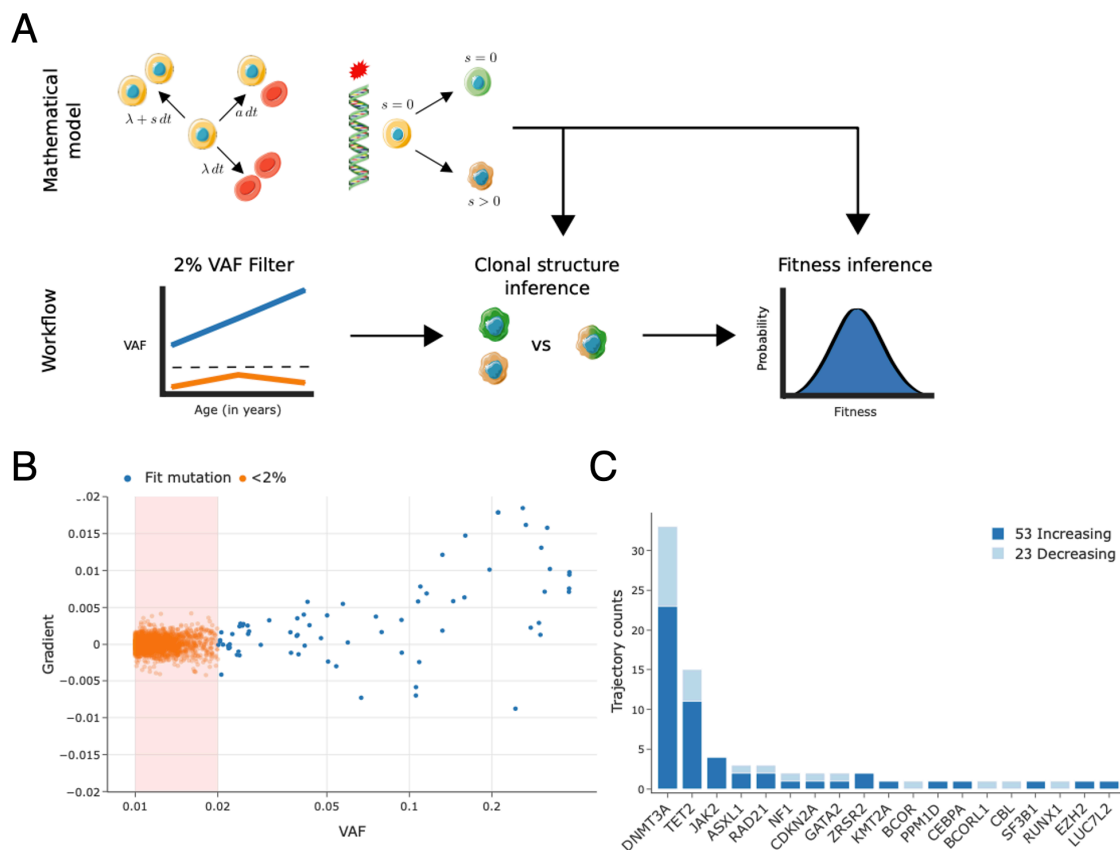 A
Mathematical
model
λ + s dt
a dt
λ dt
s = 0
s = 0
s > 0
Workflow
2% VAF Filter
VAF
Age (in years)
Clonal structure
inference
vs
Fitness inference
Probability
Fitness
B
Fit mutation
<2%
Gradient
0.015
0.01
0.005
0
−0.005
−0.01
−0.015
−0.02
0.01
0.02
0.05
0.1
0.2
VAF
C
53 Increasing
23 Decreasing
Trajectory counts
30
25
20
15
10
5
0
DNMT3A
TET2
JAK2
ASXL1
RAD21
NF1
CDKN2A
GATA2
ZRSR2
KMT2A
BCOR
PPM1D
CEBPA
BCORL1
CBL
SF3B1
RUNX1
EZH2
LUC7L2